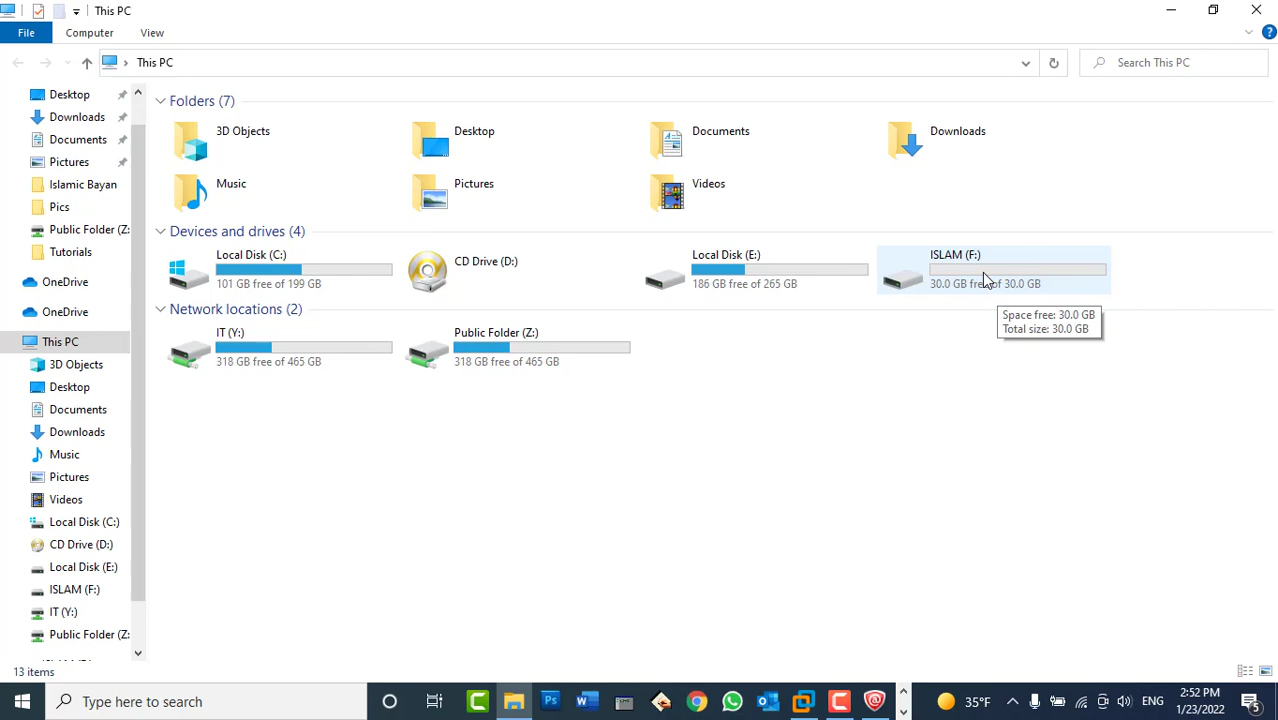 This PC
File
Computer
View
This PC
Search This PC
Desktop
Downloads
Documents
Pictures
Islamic Bayan
Pics
Public Folder (Z:
Tutorials
OneDrive
OneDrive
This PC
3D Objects
Desktop
Documents
Downloads
Music
Pictures
Videos
Local Disk (C:)
CD Drive (D:)
Local Disk (E:)
ISLAM (F:)
IT (Y:)
Public Folder (Z:
Folders (7)
3D Objects
Desktop
Documents
Downloads
Music
Pictures
Videos
Devices and drives (4)
Local Disk (C:)
101 GB free of 199 GB
CD Drive (D:)
Local Disk (E:)
186 GB free of 265 GB
ISLAM (F:)
30.0 GB free of 30.0 GB
Space free: 30.0 GB
Total size: 30.0 GB
Network locations (2)
IT (Y:)
318 GB free of 465 GB
Public Folder (Z:)
318 GB free of 465 GB
13 items
Type here to search
35°F
ENG
2:52 PM
1/23/2022
5